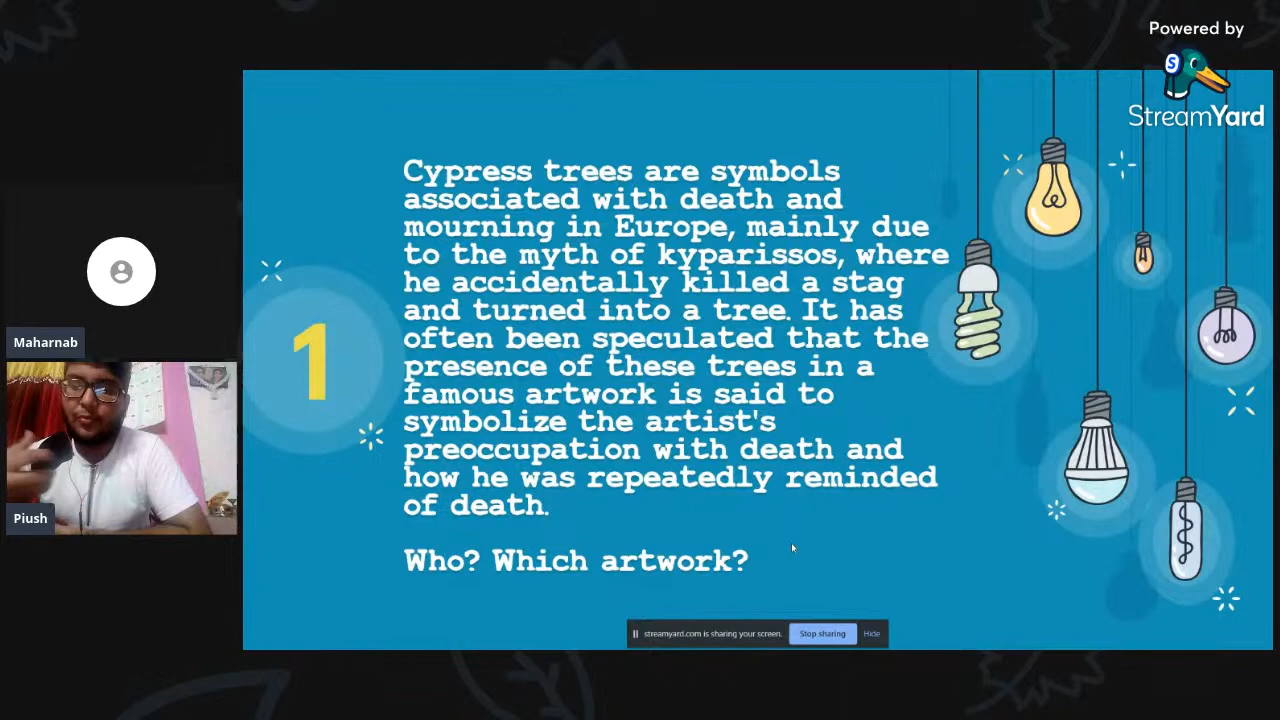 Powered by
S
StreamYard
Cypress trees are symbols
associated with death and
mourning in Europe, mainly due
to the myth of kyparissos, where
he accidentally killed a stag
and turned into a tree. It has
often been speculated that the
presence of these trees in a
famous artwork is said to
symbolize the artist's
preoccupation with death and
how he was repeatedly reminded
of death.
Who? Which artwork?
1
Maharnab
Piush
streamyard.com is sharing your screen.
Stop sharing
Hide